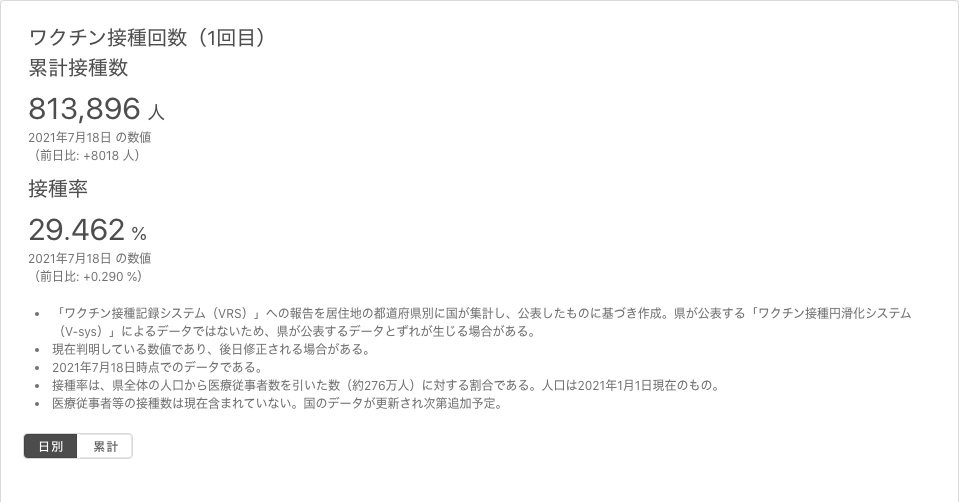 ワクチン接種回数（1回目）
累計接種数
813,896 人
2021年7月18日 の数値
（前日比: +8018 人）
接種率
29.462 %
2021年7月18日 の数値
（前日比: +0.290 %）
• 「ワクチン接種記録システム（VRS）」への報告を居住地の都道府県別に国が集計し、公表したものに基づき作成。県が公表する「ワクチン接種円滑化システム
（V-sys）」によるデータではないため、県が公表するデータとずれが生じる場合がある。
• 現在判明している数値であり、後日修正される場合がある。
• 2021年7月18日時点でのデータである。
• 接種率は、県全体の人口から医療従事者数を引いた数（約276万人）に対する割合である。人口は2021年1月1日現在のもの。
• 医療従事者等の接種数は現在含まれていない。国のデータが更新され次第追加予定。
日別 累計